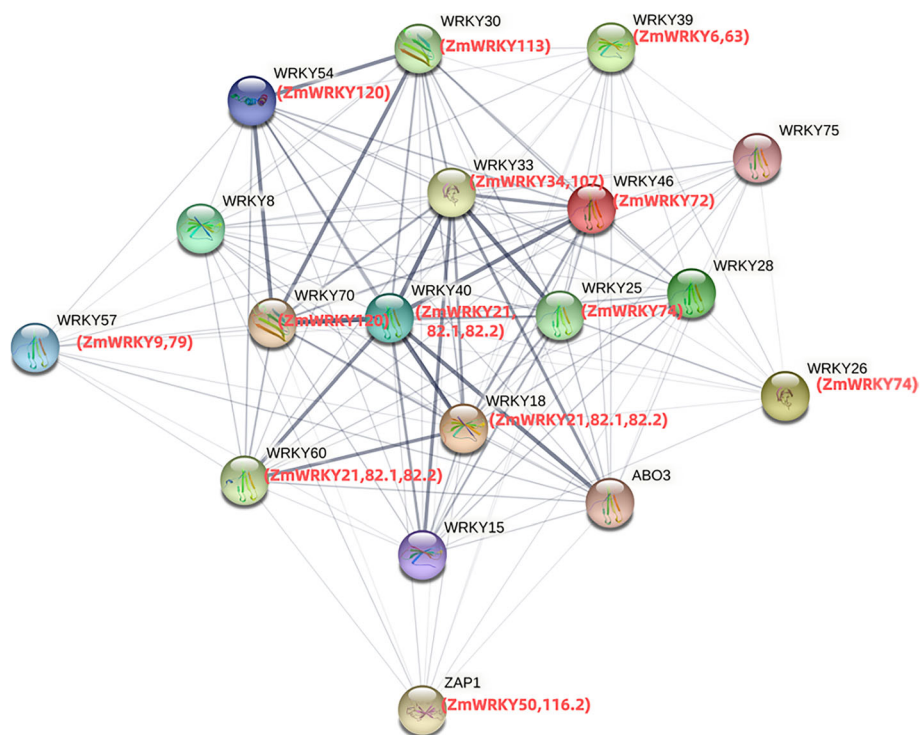 WRKY30
(ZmWRKY113)
WRKY39
(ZmWRKY6,63)
WRKY54
(ZmWRKY120)
WRKY75
WRKY33
(ZmWRKY34,107)
WRKY46
(ZmWRKY72)
WRKY8
WRKY28
WRKY70
(ZmWRKY120)
WRKY40
(ZmWRKY21,
82.1,82.2)
WRKY25
(ZmWRKY74)
WRKY57
(ZmWRKY9,79)
WRKY26
(ZmWRKY74)
WRKY18
(ZmWRKY21,82.1,82.2)
WRKY60
(ZmWRKY21,82.1,82.2)
ABO3
WRKY15
ZAP1
(ZmWRKY50,116.2)